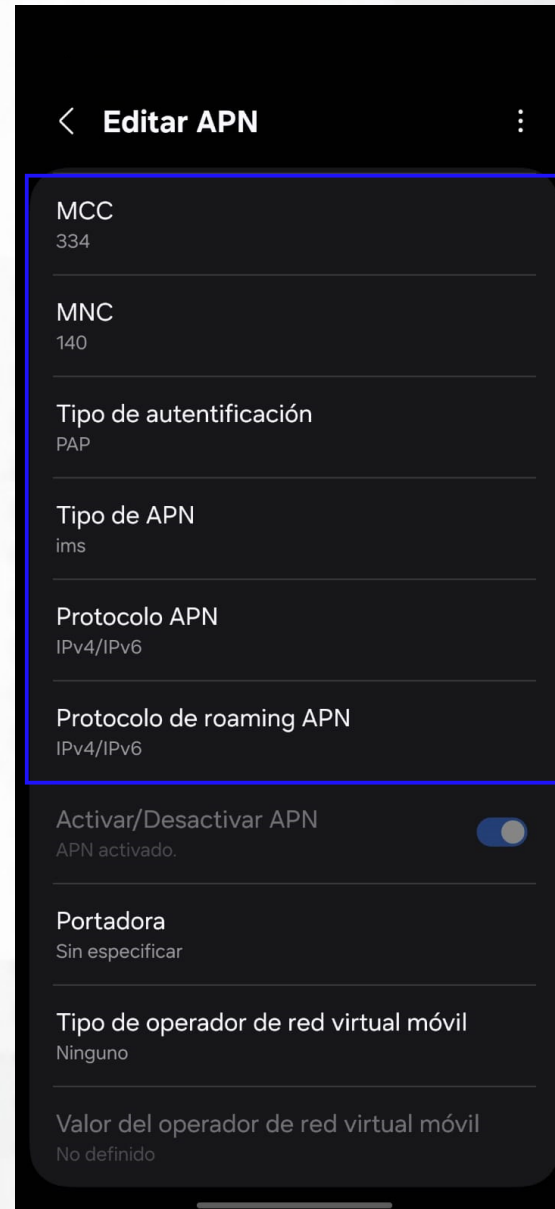 Editar APN
MCC
334
MNC
140
Tipo de autentificación
PAP
Tipo de APN
ims
Protocolo APN
IPv4/IPv6
Protocolo de roaming APN
IPv4/IPv6
Activar/Desactivar APN
APN activado.
Portadora
Sin especificar
Tipo de operador de red virtual móvil
Ninguno
Valor del operador de red virtual móvil
No definido